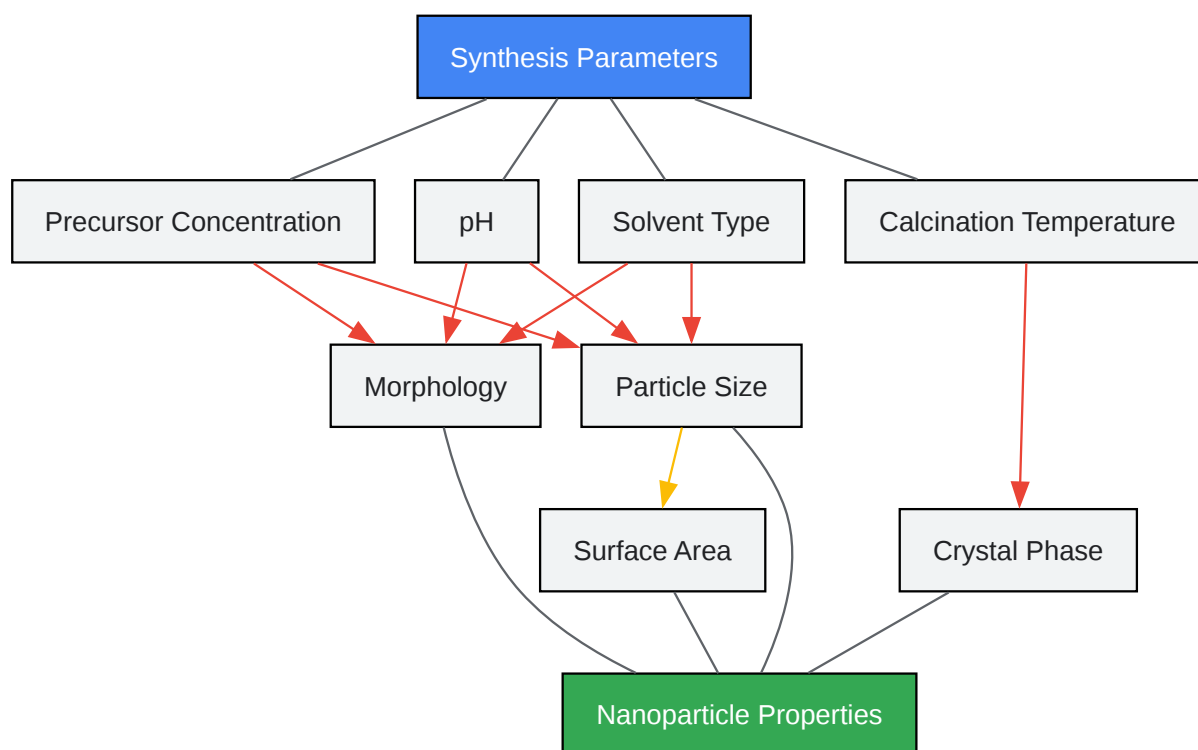 Synthesis Parameters
Precursor Concentration
pH
Solvent Type
Calcination Temperature
Morphology
Particle Size
Surface Area
Crystal Phase
Nanoparticle Properties